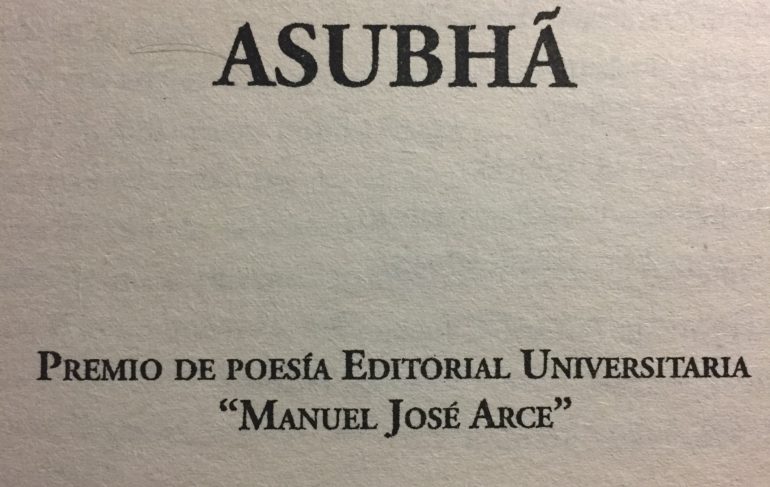 ASUBHÃ
PREMIO DE POESÍA EDITORIAL UNIVERSITARIA
“MANUEL JOSÉ ARCE”